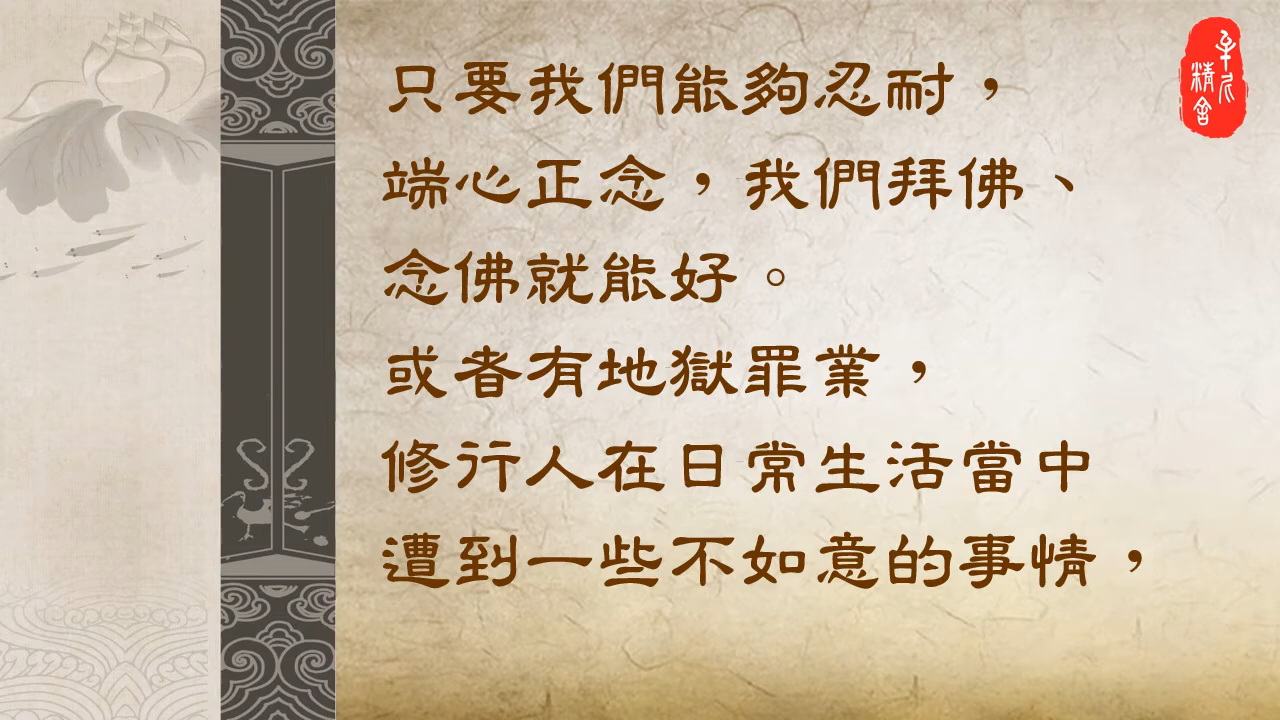 只要我們能夠忍耐，
端心正念，我們拜佛、
念佛就能好。
或者有地獄罪業，
修行人在日常生活當中
遭到一些不如意的事情，
精舍